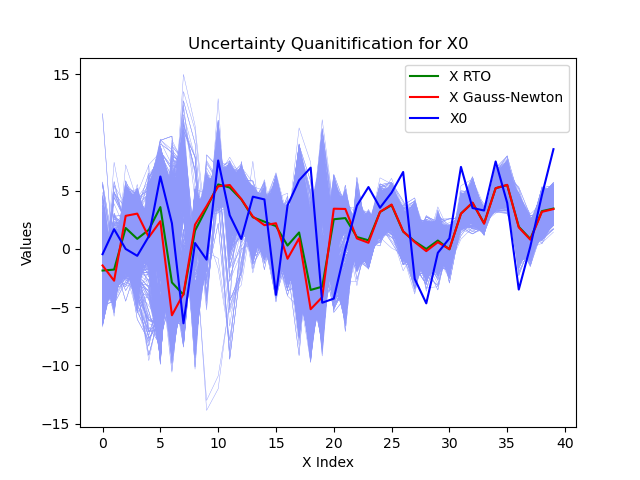 Uncertainty Quanitification for X0
X RTO
X Gauss-Newton
X0
Values
15
10
5
0
−5
−10
−15
0 5 10 15 20 25 30 35 40
X Index